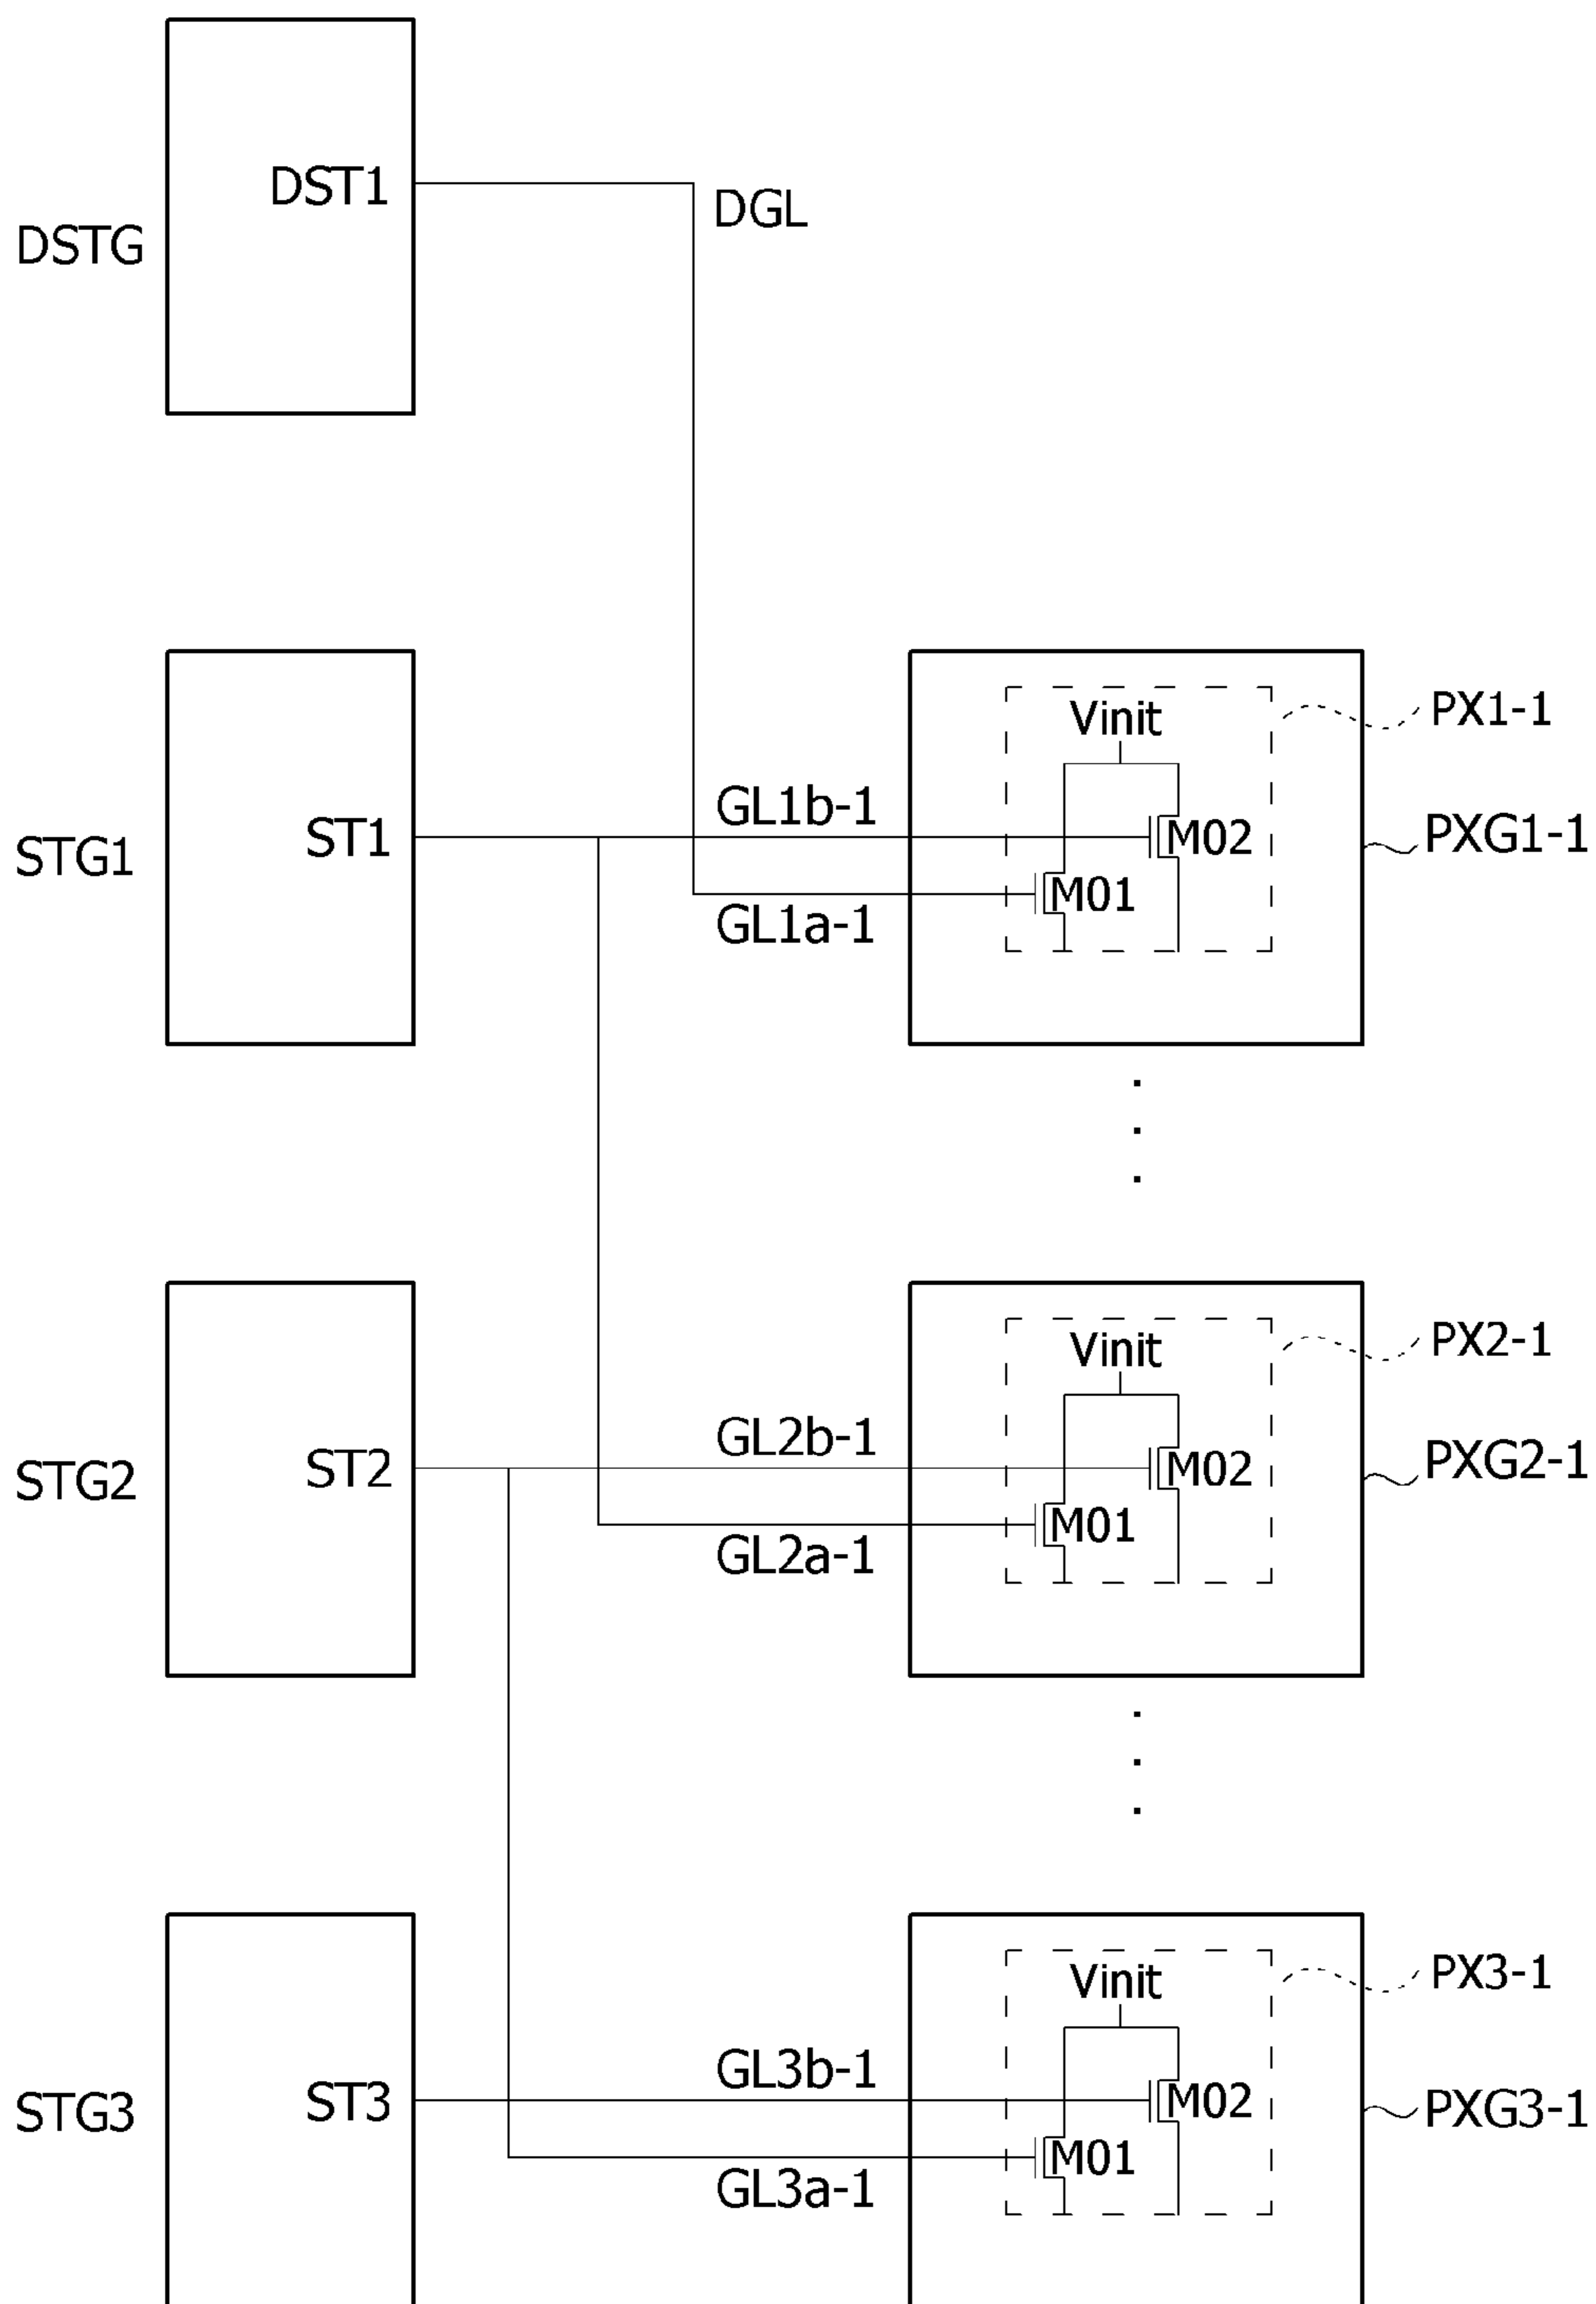 DST1
DGL
DSTG
Vinit
PX1-1
GL1b-1
ST1
M02
PXG1-1
STG1
M01
GL1a-1
Vinit
PX2-1
GL2b-1
ST2
M02
PXG2-1
STG2
M01
GL2a-1
Vinit
PX3-1
GL3b-1
ST3
M02
PXG3-1
STG3
M01
GL3a-1